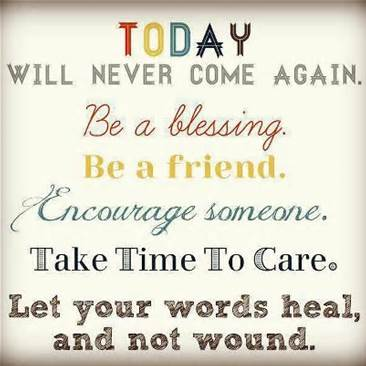 TODAY
WILL NEVER COME AGAIN.
Be a blessing.
Be a friend.
Encourage someone.
Take Time To Care.
Let your words heal,
and not wound.